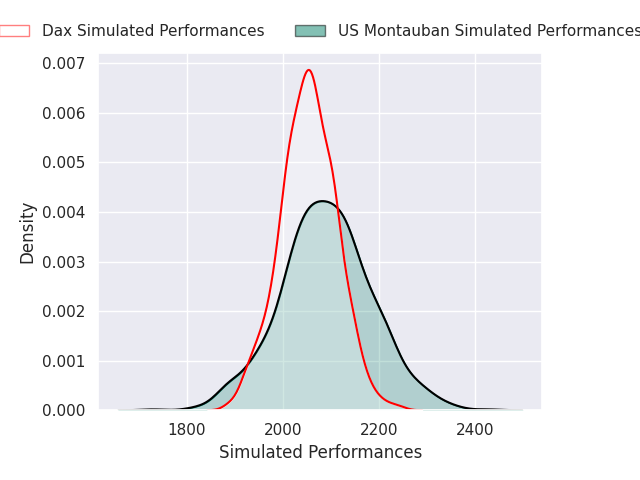 Dax Simulated Performances
US Montauban Simulated Performances
0.007
0.006
0.005
0.004
0.003
0.002
0.001
0.000
Density
1800 2000 2200 2400
Simulated Performances